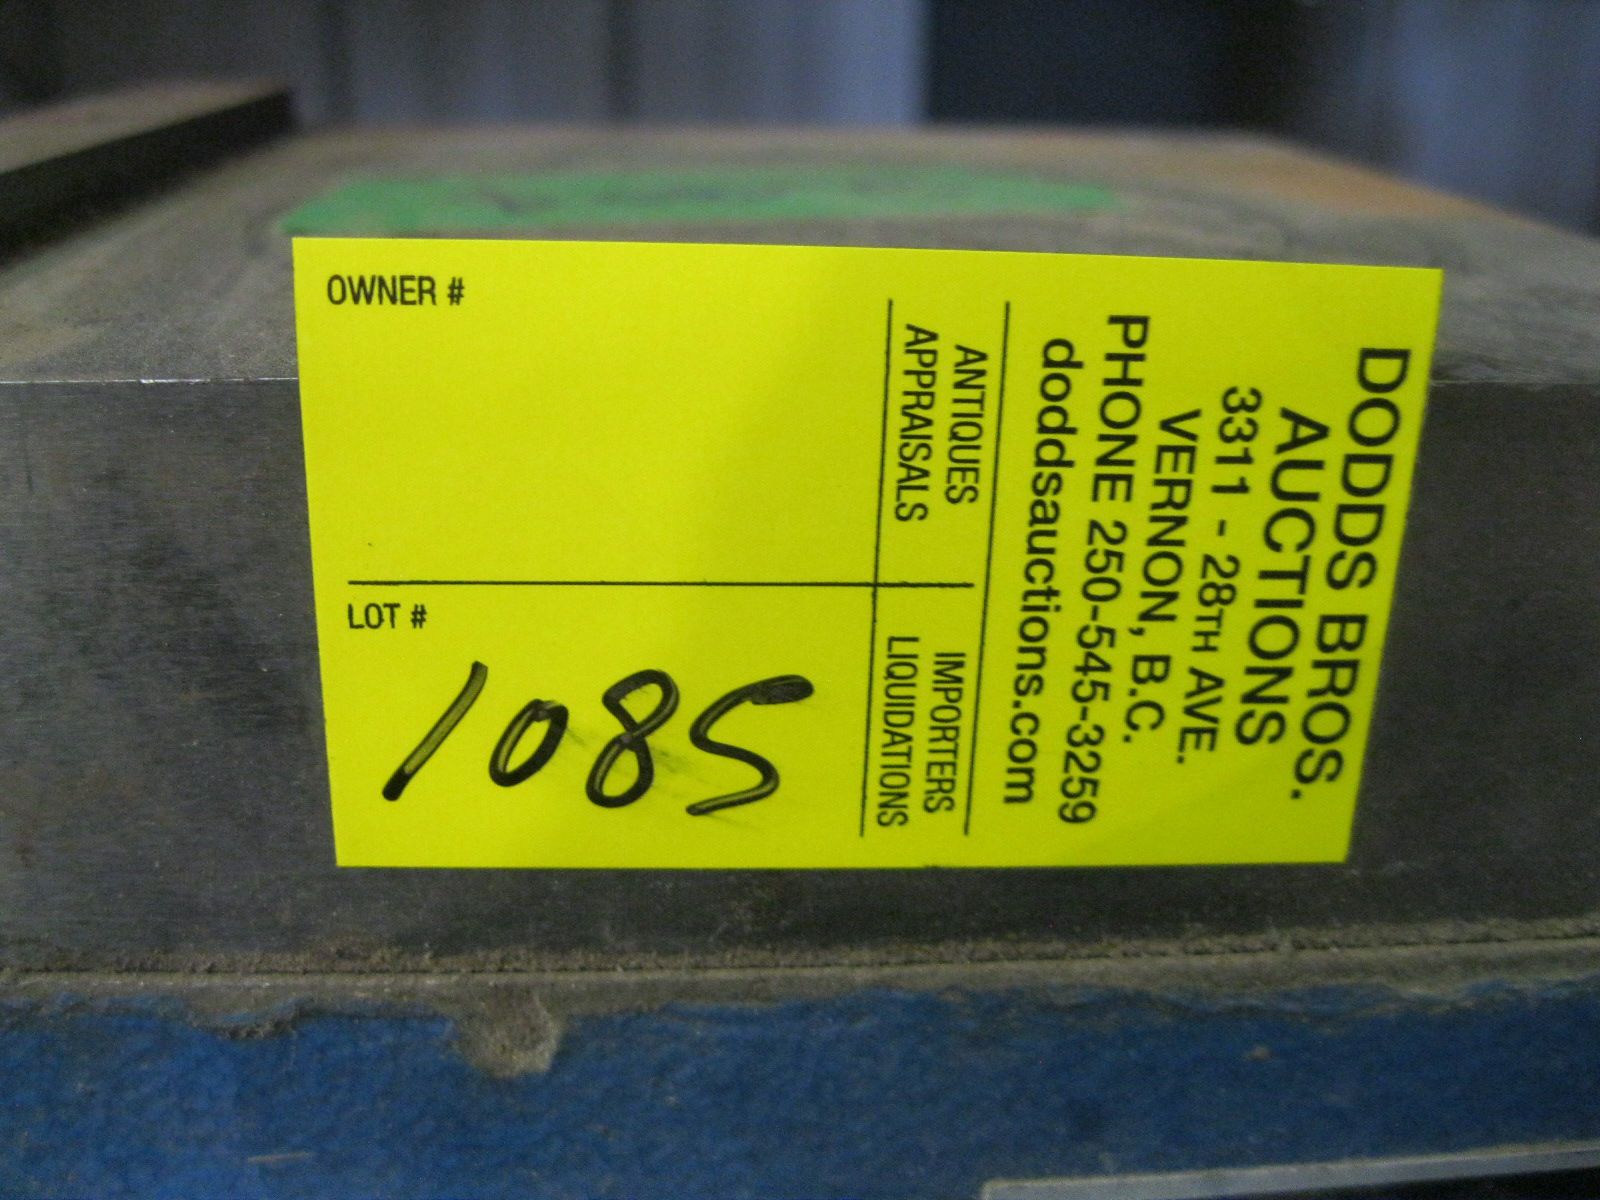 OWNER #
LOT #
1085
DODDS BROS.
AUCTIONS
3311 - 28TH AVE.
VERNON, B.C.
PHONE 250-545-3259
doddsauctions.com
ANTIQUES
APPRAISALS
IMPORTERS
LIQUIDATIONS